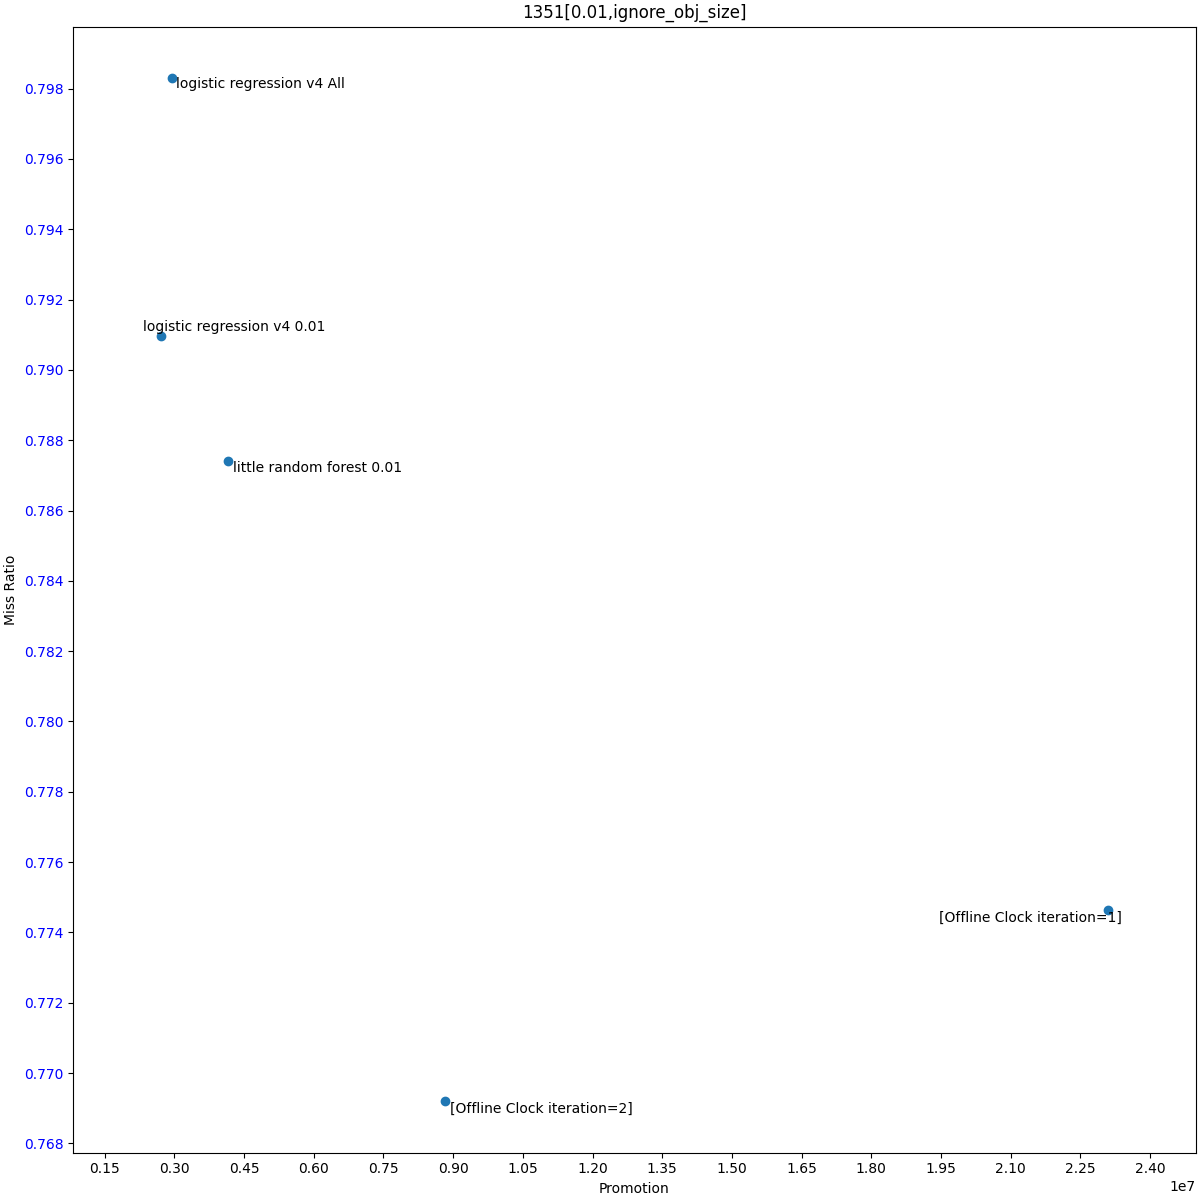 1351[0.01,ignore_obj_size]
logistic regression v4 All
logistic regression v4 0.01
little random forest 0.01
[Offline Clock iteration=1]
[Offline Clock iteration=2]
Miss Ratio
0.798
0.796
0.794
0.792
0.790
0.788
0.786
0.784
0.782
0.780
0.778
0.776
0.774
0.772
0.770
0.768
0.15 0.30 0.45 0.60 0.75 0.90 1.05 1.20 1.35 1.50 1.65 1.80 1.95 2.10 2.25 2.40
1e7
Promotion